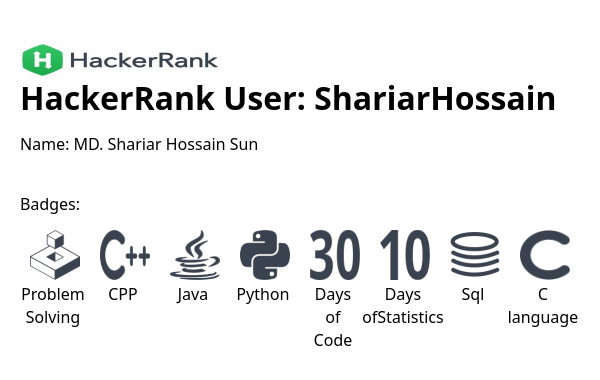 HackerRank
HackerRank User: ShariarHossain
Name: MD. Shariar Hossain Sun
Badges:
C++ 30 10 C
Problem CPP Java Python Days Days Sql C
Solving of ofStatistics language
Code